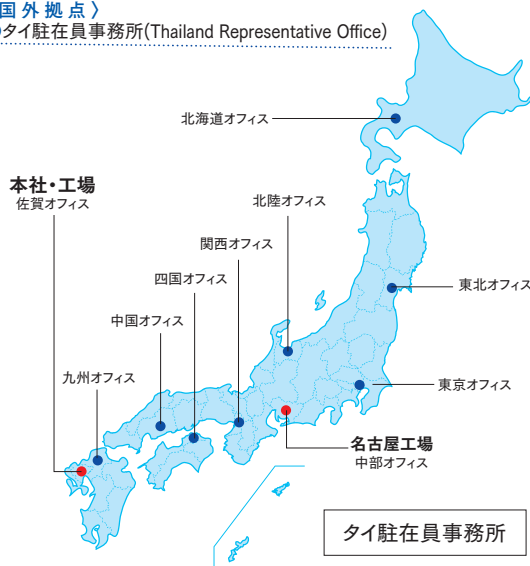 国外拠点〉
タイ駐在員事務所(Thailand Representative Office)
北海道オフィス
本社・工場
佐賀オフィス
北陸オフィス
関西オフィス
四国オフィス
東北オフィス
中国オフィス
九州オフィス
東京オフィス
名古屋工場
中部オフィス
タイ駐在員事務所